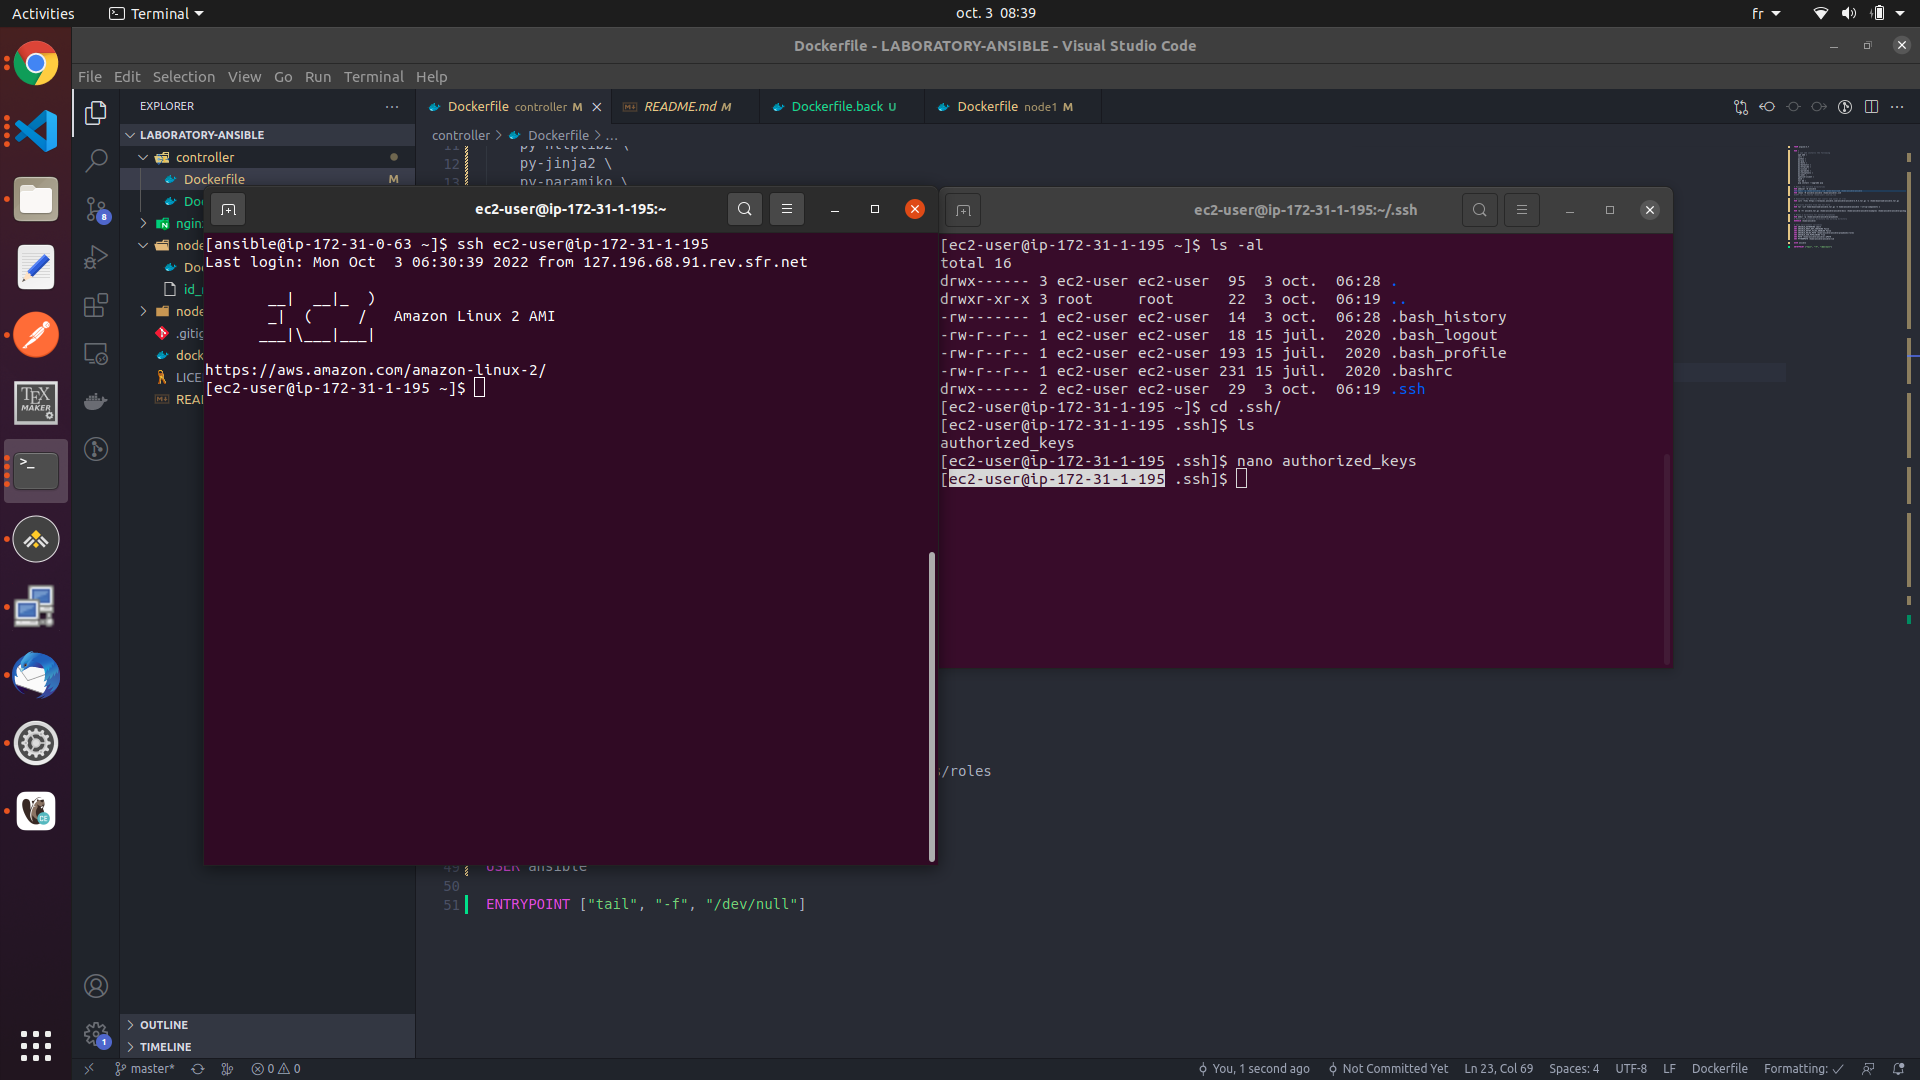 Activities
Terminal
oct. 3 08:39
fr
Dockerfile - LABORATORY-ANSIBLE - Visual Studio Code
File Edit Selection View Go Run Terminal Help
EXPLORER
LABORATORY-ANSIBLE
controller
Dockerfile M
nginx
.gitig
LICE
REA
OUTLINE
TIMELINE
Dockerfile controller M
README.md M
Dockerfile.back U
Dockerfile node1 M
controller > Dockerfile > ...
11 py-httplib2 \
12 py-jinja2 \
13 py-paramiko \
ec2-user@ip-172-31-1-195:~
[ansible@ip-172-31-0-63 ~]$ ssh ec2-user@ip-172-31-1-195
Last login: Mon Oct  3 06:30:39 2022 from 127.196.68.91.rev.sfr.net
       __|  __|_  )
       _|  (     /   Amazon Linux 2 AMI
      ___|\___|___|
https://aws.amazon.com/amazon-linux-2/
[ec2-user@ip-172-31-1-195 ~]$
ec2-user@ip-172-31-1-195:~/.ssh
[ec2-user@ip-172-31-1-195 ~]$ ls -al
total 16
drwx------ 3 ec2-user ec2-user  95  3 oct.  06:28 .
drwxr-xr-x 3 root     root      22  3 oct.  06:19 ..
-rw------- 1 ec2-user ec2-user  14  3 oct.  06:28 .bash_history
-rw-r--r-- 1 ec2-user ec2-user  18 15 juil.  2020 .bash_logout
-rw-r--r-- 1 ec2-user ec2-user 193 15 juil.  2020 .bash_profile
-rw-r--r-- 1 ec2-user ec2-user 231 15 juil.  2020 .bashrc
drwx------ 2 ec2-user ec2-user  29  3 oct.  06:19 .ssh
[ec2-user@ip-172-31-1-195 ~]$ cd .ssh/
[ec2-user@ip-172-31-1-195 .ssh]$ ls
authorized_keys
[ec2-user@ip-172-31-1-195 .ssh]$ nano authorized_keys
[ec2-user@ip-172-31-1-195 .ssh]$
/roles
49 USER ansible
50
51 ENTRYPOINT ["tail", "-f", "/dev/null"]
TEX
MAKER
8
1
master*
0 0
You, 1 second ago
Not Committed Yet
Ln 23, Col 69
Spaces: 4
UTF-8
LF
Dockerfile
Formatting: ✓